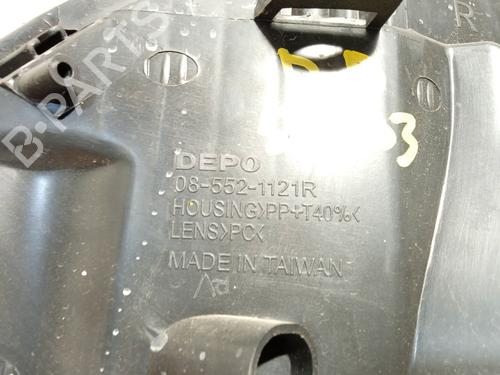 R
B-PARTS
DEPO
08-552-1121R
HOUSING>PP+T40%<
LENS>PC<
MADE IN TAIWAN